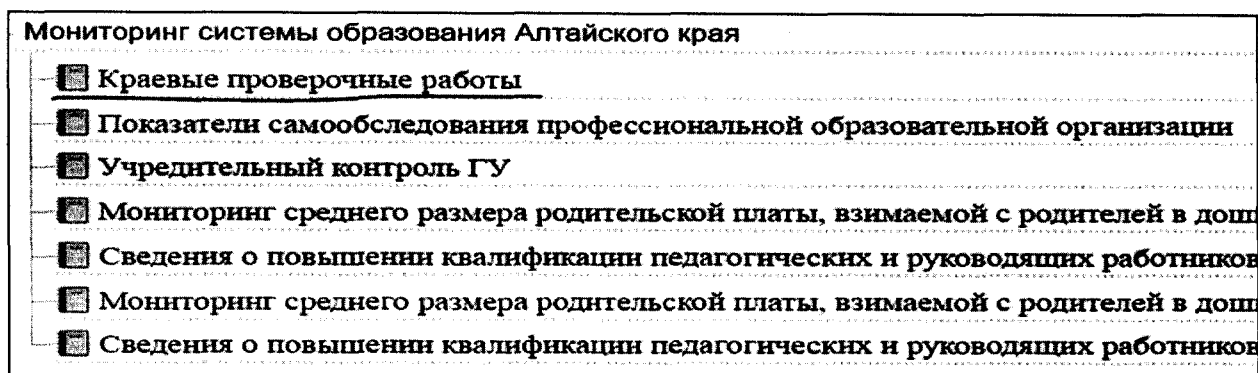 Мониторинг системы образования Алтайского края
Краевые проверочные работы
Показатели самообследования профессиональной образовательной организации
Учредительный контроль ГУ
Мониторинг среднего размера родительской платы, взимаемой с родителей в дош
Сведения о повышении квалификации педагогических и руководящих работников
Мониторинг среднего размера родительской платы, взимаемой с родителей в дош
Сведения о повышении квалификации педагогических и руководящих работников